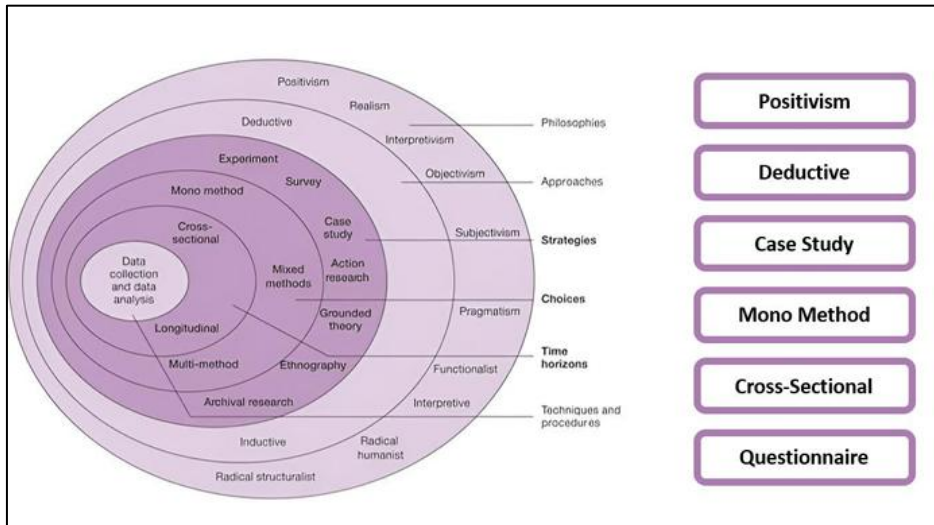 Positivism
Realism
Deductive
Philosophies
Interpretivism
Experiment
Objectivism
Approaches
Survey
Mono method
Case
study
Subjectivism
Strategies
Cross-
sectional
Data
collection
and data
analysis
Mixed
methods
Action
research
Choices
Pragmatism
Grounded
theory
Longitudinal
Time
horizons
Multi-method
Ethnography
Functionalist
Archival research
Interpretive
Techniques and
procedures
Inductive
Radical
humanist
Radical structuralist
Positivism
Deductive
Case Study
Mono Method
Cross-Sectional
Questionnaire